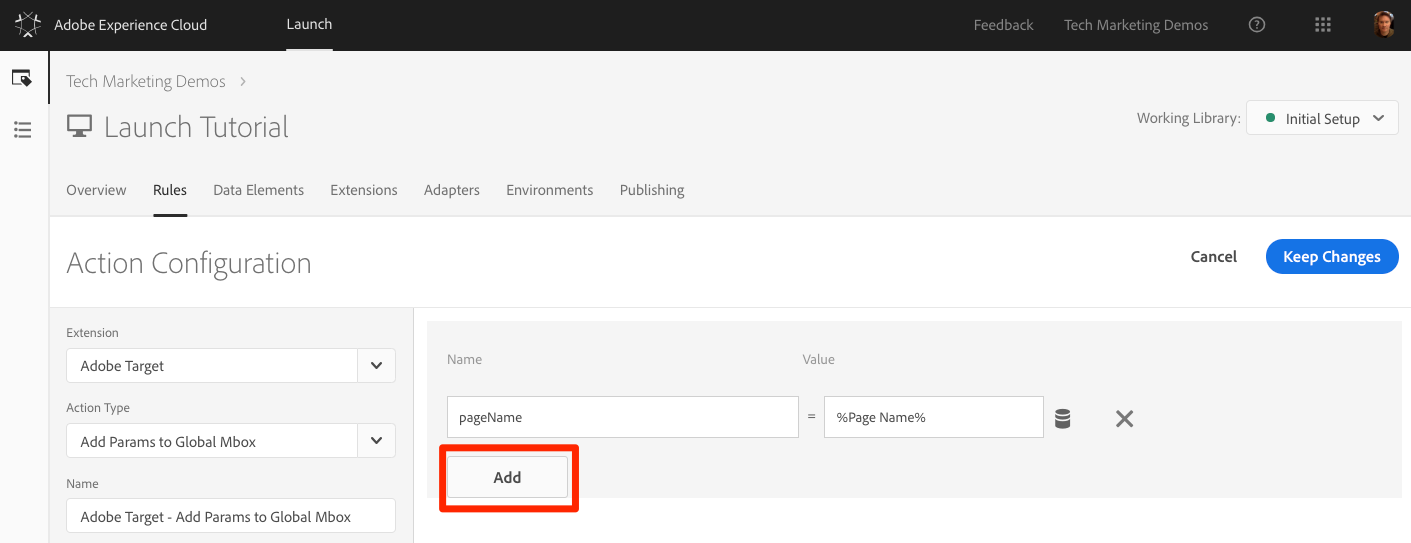 Adobe Experience Cloud Launch Feedback Tech Marketing Demos
Tech Marketing Demos
Launch Tutorial
Working Library: Initial Setup
Overview Rules Data Elements Extensions Adapters Environments Publishing
Action Configuration
Cancel Keep Changes
Extension
Adobe Target
Action Type
Add Params to Global Mbox
Name
Adobe Target - Add Params to Global Mbox
Name Value
pageName = %Page Name%
Add